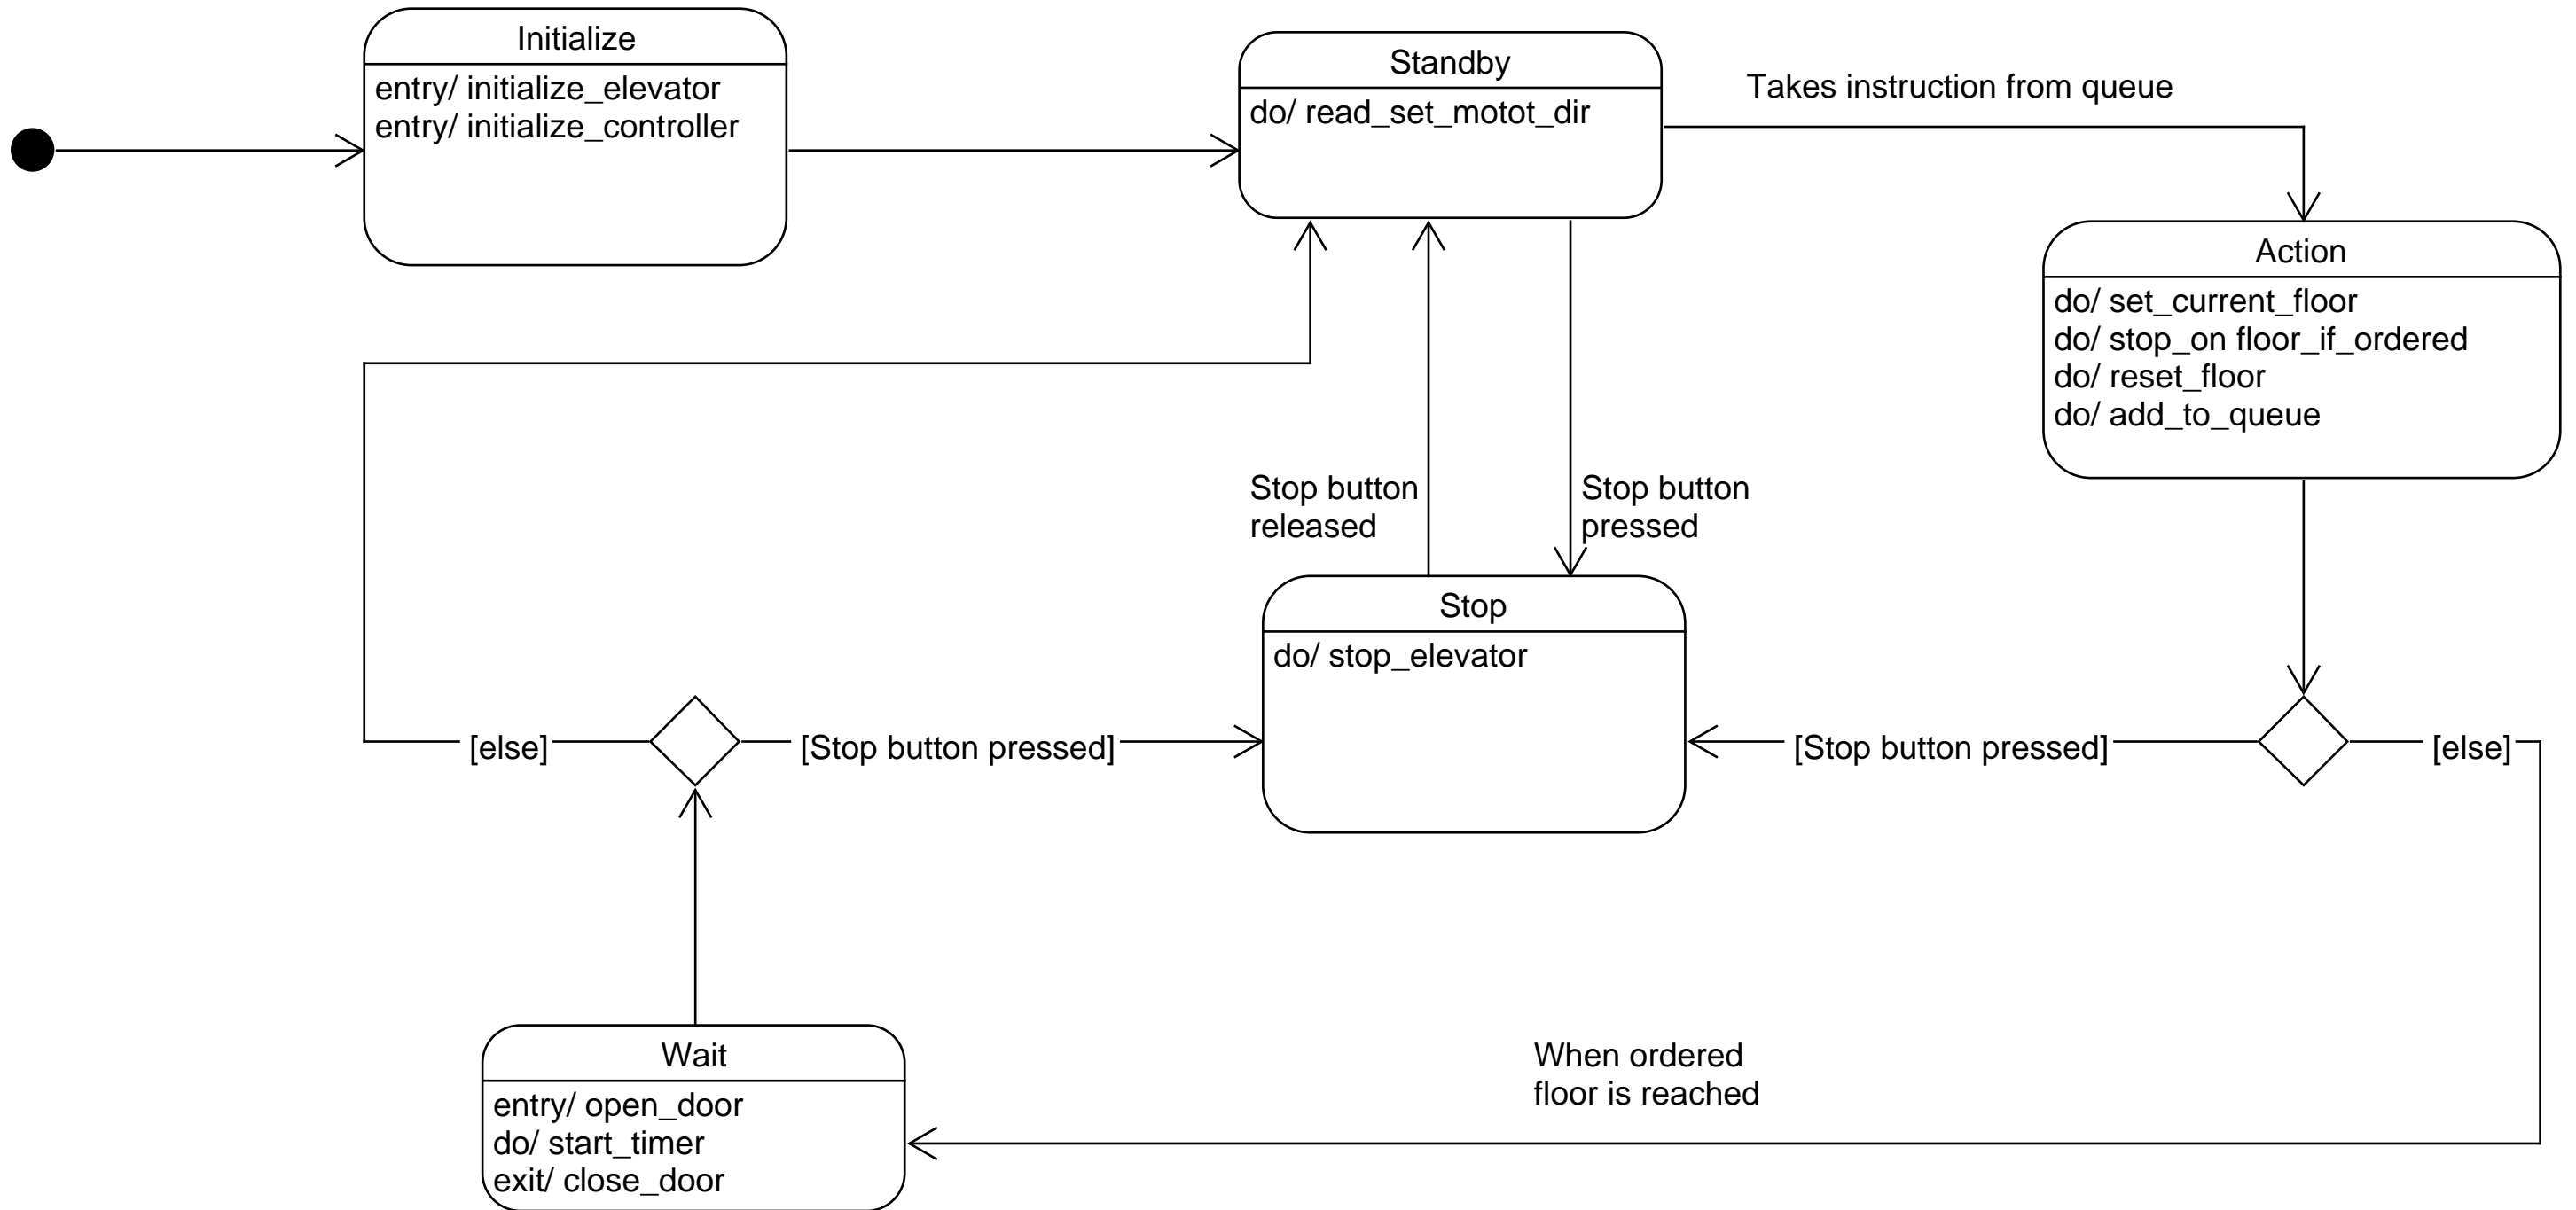 Initialize
entry/ initialize_elevator
entry/ initialize_controller
Standby
do/ read_set_motot_dir
Takes instruction from queue
Action
do/ set_current_floor
do/ stop_on floor_if_ordered
do/ reset_floor
do/ add_to_queue
Stop button
released
Stop button
pressed
Stop
do/ stop_elevator
[else]
[Stop button pressed]
[Stop button pressed]
[else]
Wait
entry/ open_door
do/ start_timer
exit/ close_door
When ordered
floor is reached